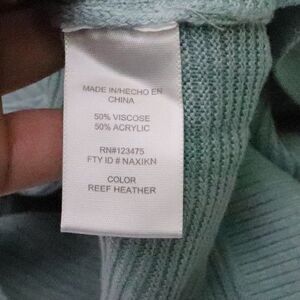 MADE IN/HECHO EN
CHINA
50% VISCOSE
50% ACRYLIC
RN#123475
FTY ID # NAXIKN
COLOR
REEF HEATHER